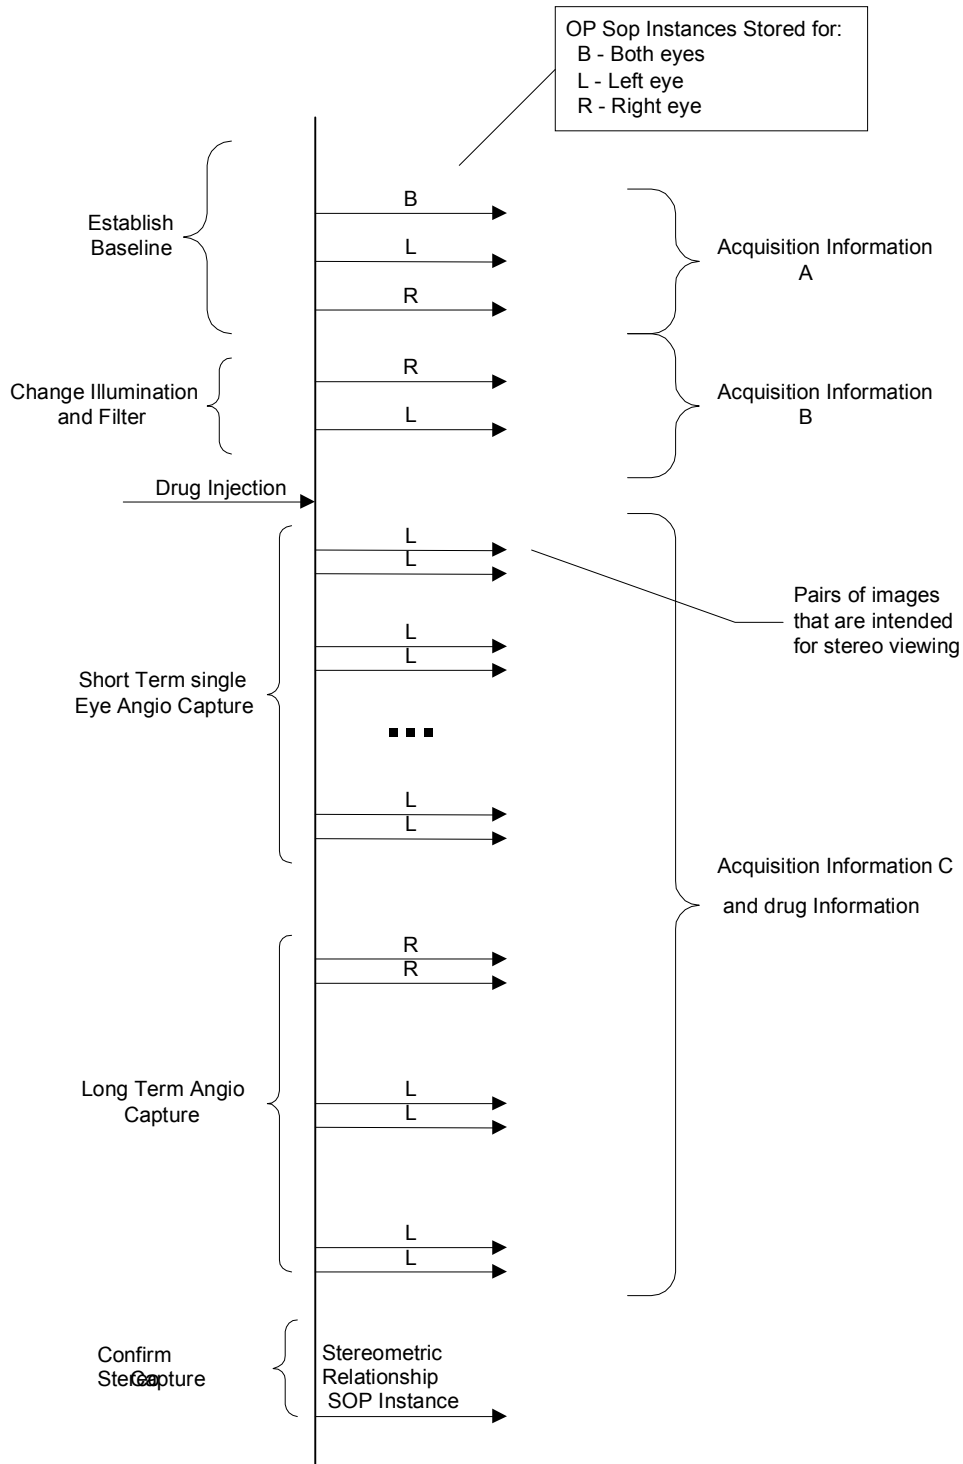 OP Sop Instances Stored for:
B - Both eyes
L - Left eye
R - Right eye
Establish
Baseline
B
L
R
Acquisition Information
A
Change Illumination
and Filter
R
L
Acquisition Information
B
Drug Injection
L
L
Pairs of images
that are intended
for stereo viewing
Short Term single
Eye Angio Capture
L
L
L
L
Acquisition Information C
and drug Information
R
R
Long Term Angio
Capture
L
L
L
L
Confirm
Stereo Capture
Stereometric
Relationship
SOP Instance